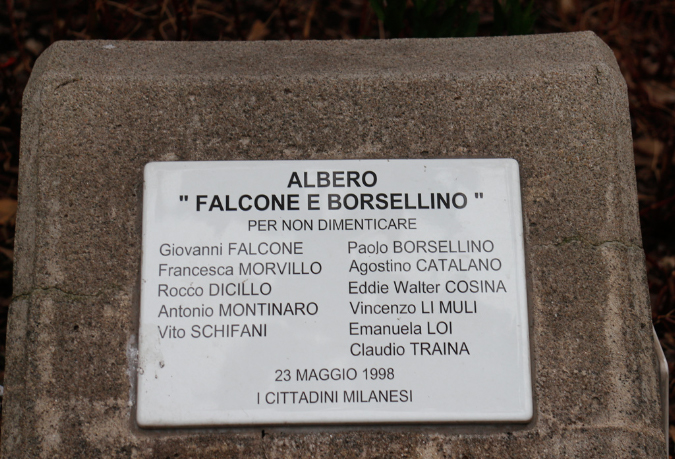 ALBERO
" FALCONE E BORSELLINO "
PER NON DIMENTICARE
Giovanni FALCONE
Francesca MORVILLO
Rocco DICILLO
Antonio MONTINARO
Vito SCHIFANI
Paolo BORSELLINO
Agostino CATALANO
Eddie Walter COSINA
Vincenzo LI MULI
Emanuela LOI
Claudio TRAINA
23 MAGGIO 1998
I CITTADINI MILANESI